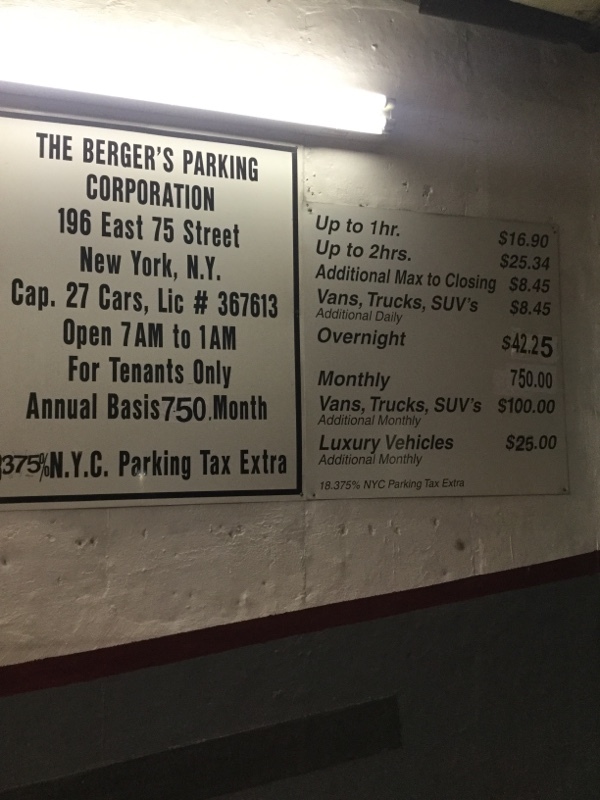 THE BERGER'S PARKING
CORPORATION
196 East 75 Street
New York, N.Y.
Cap. 27 Cars, Lic # 367613
Open 7AM to 1AM
For Tenants Only
Annual Basis 750.Month
375% N.Y.C. Parking Tax Extra
Up to 1hr. $16.90
Up to 2hrs. $25.34
Additional Max to Closing $8.45
Vans, Trucks, SUV's $8.45
Additional Daily
Overnight $42.25
Monthly 750.00
Vans, Trucks, SUV's $100.00
Additional Monthly
Luxury Vehicles $25.00
Additional Monthly
18.375% NYC Parking Tax Extra